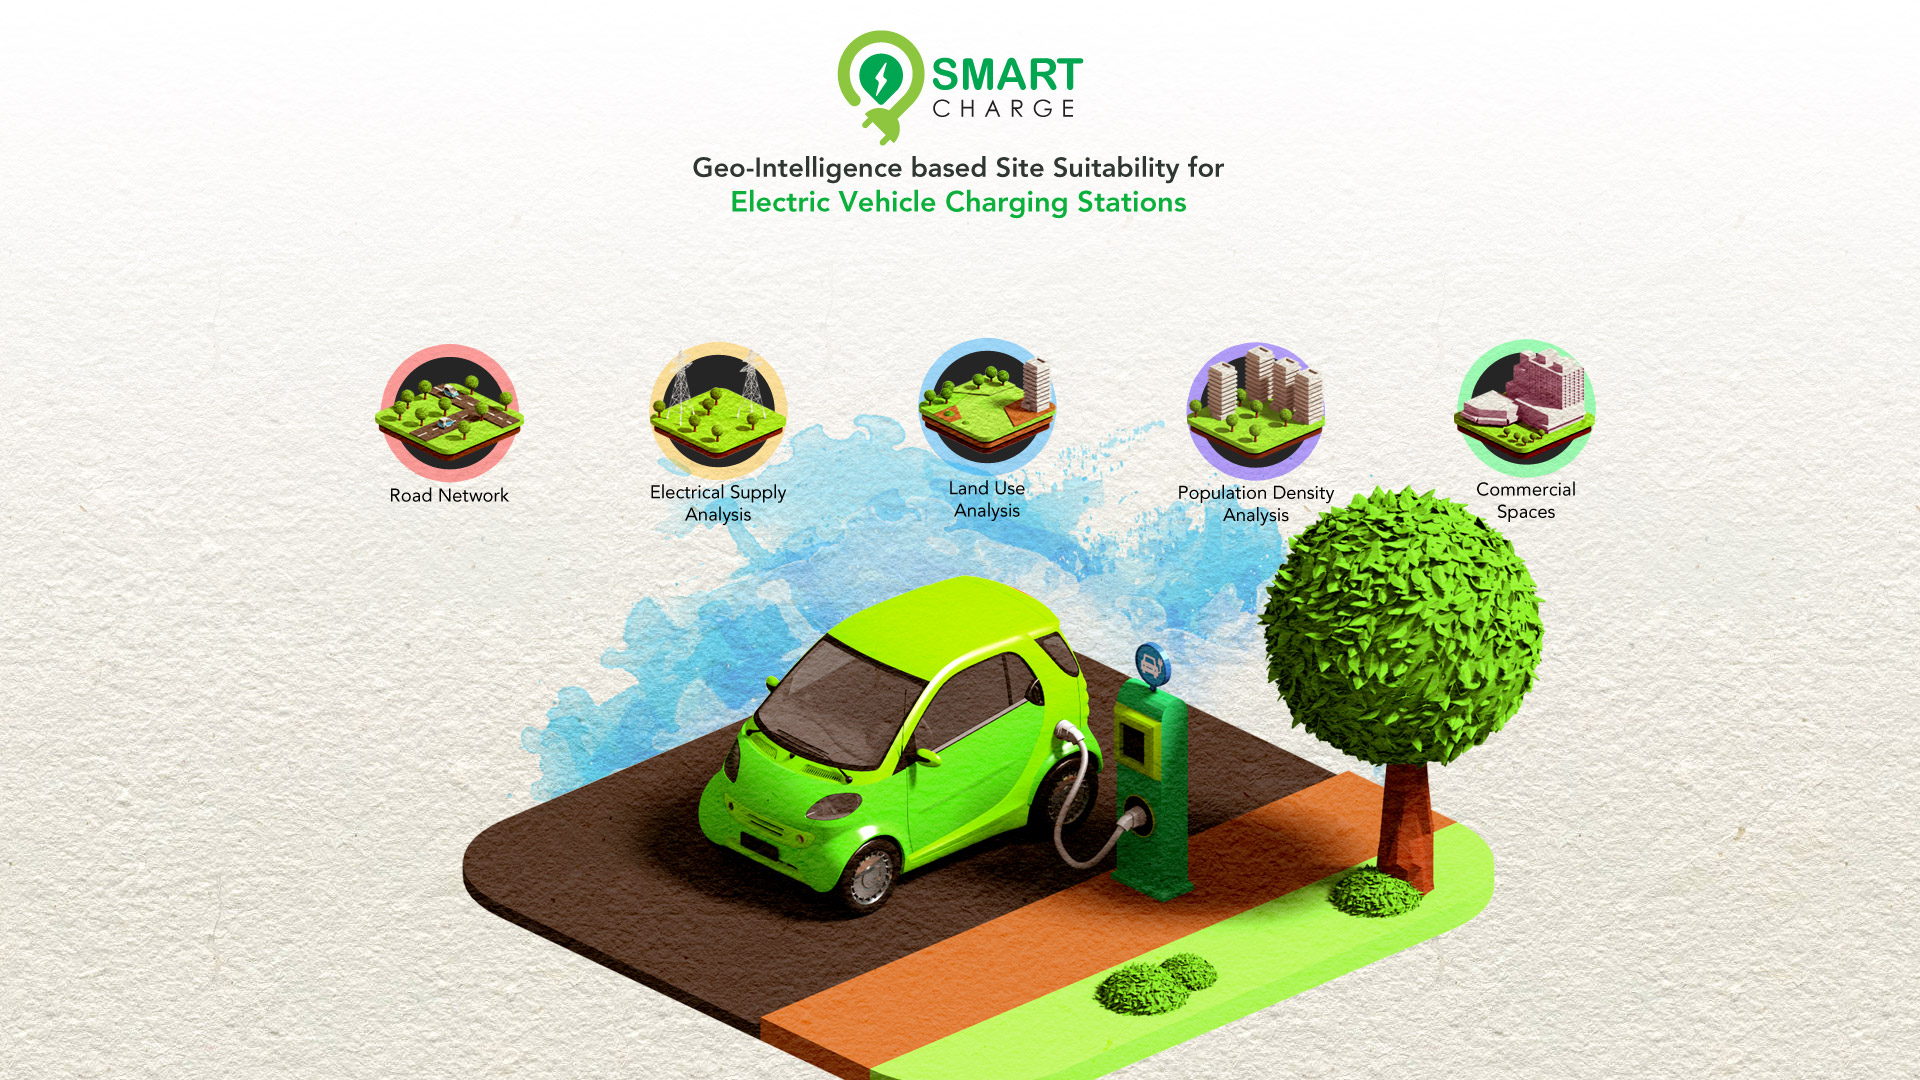 SMART
CHARGE
Geo-Intelligence based Site Suitability for
Electric Vehicle Charging Stations
Road Network
Electrical Supply
Analysis
Land Use
Analysis
Population Density
Analysis
Commercial
Spaces